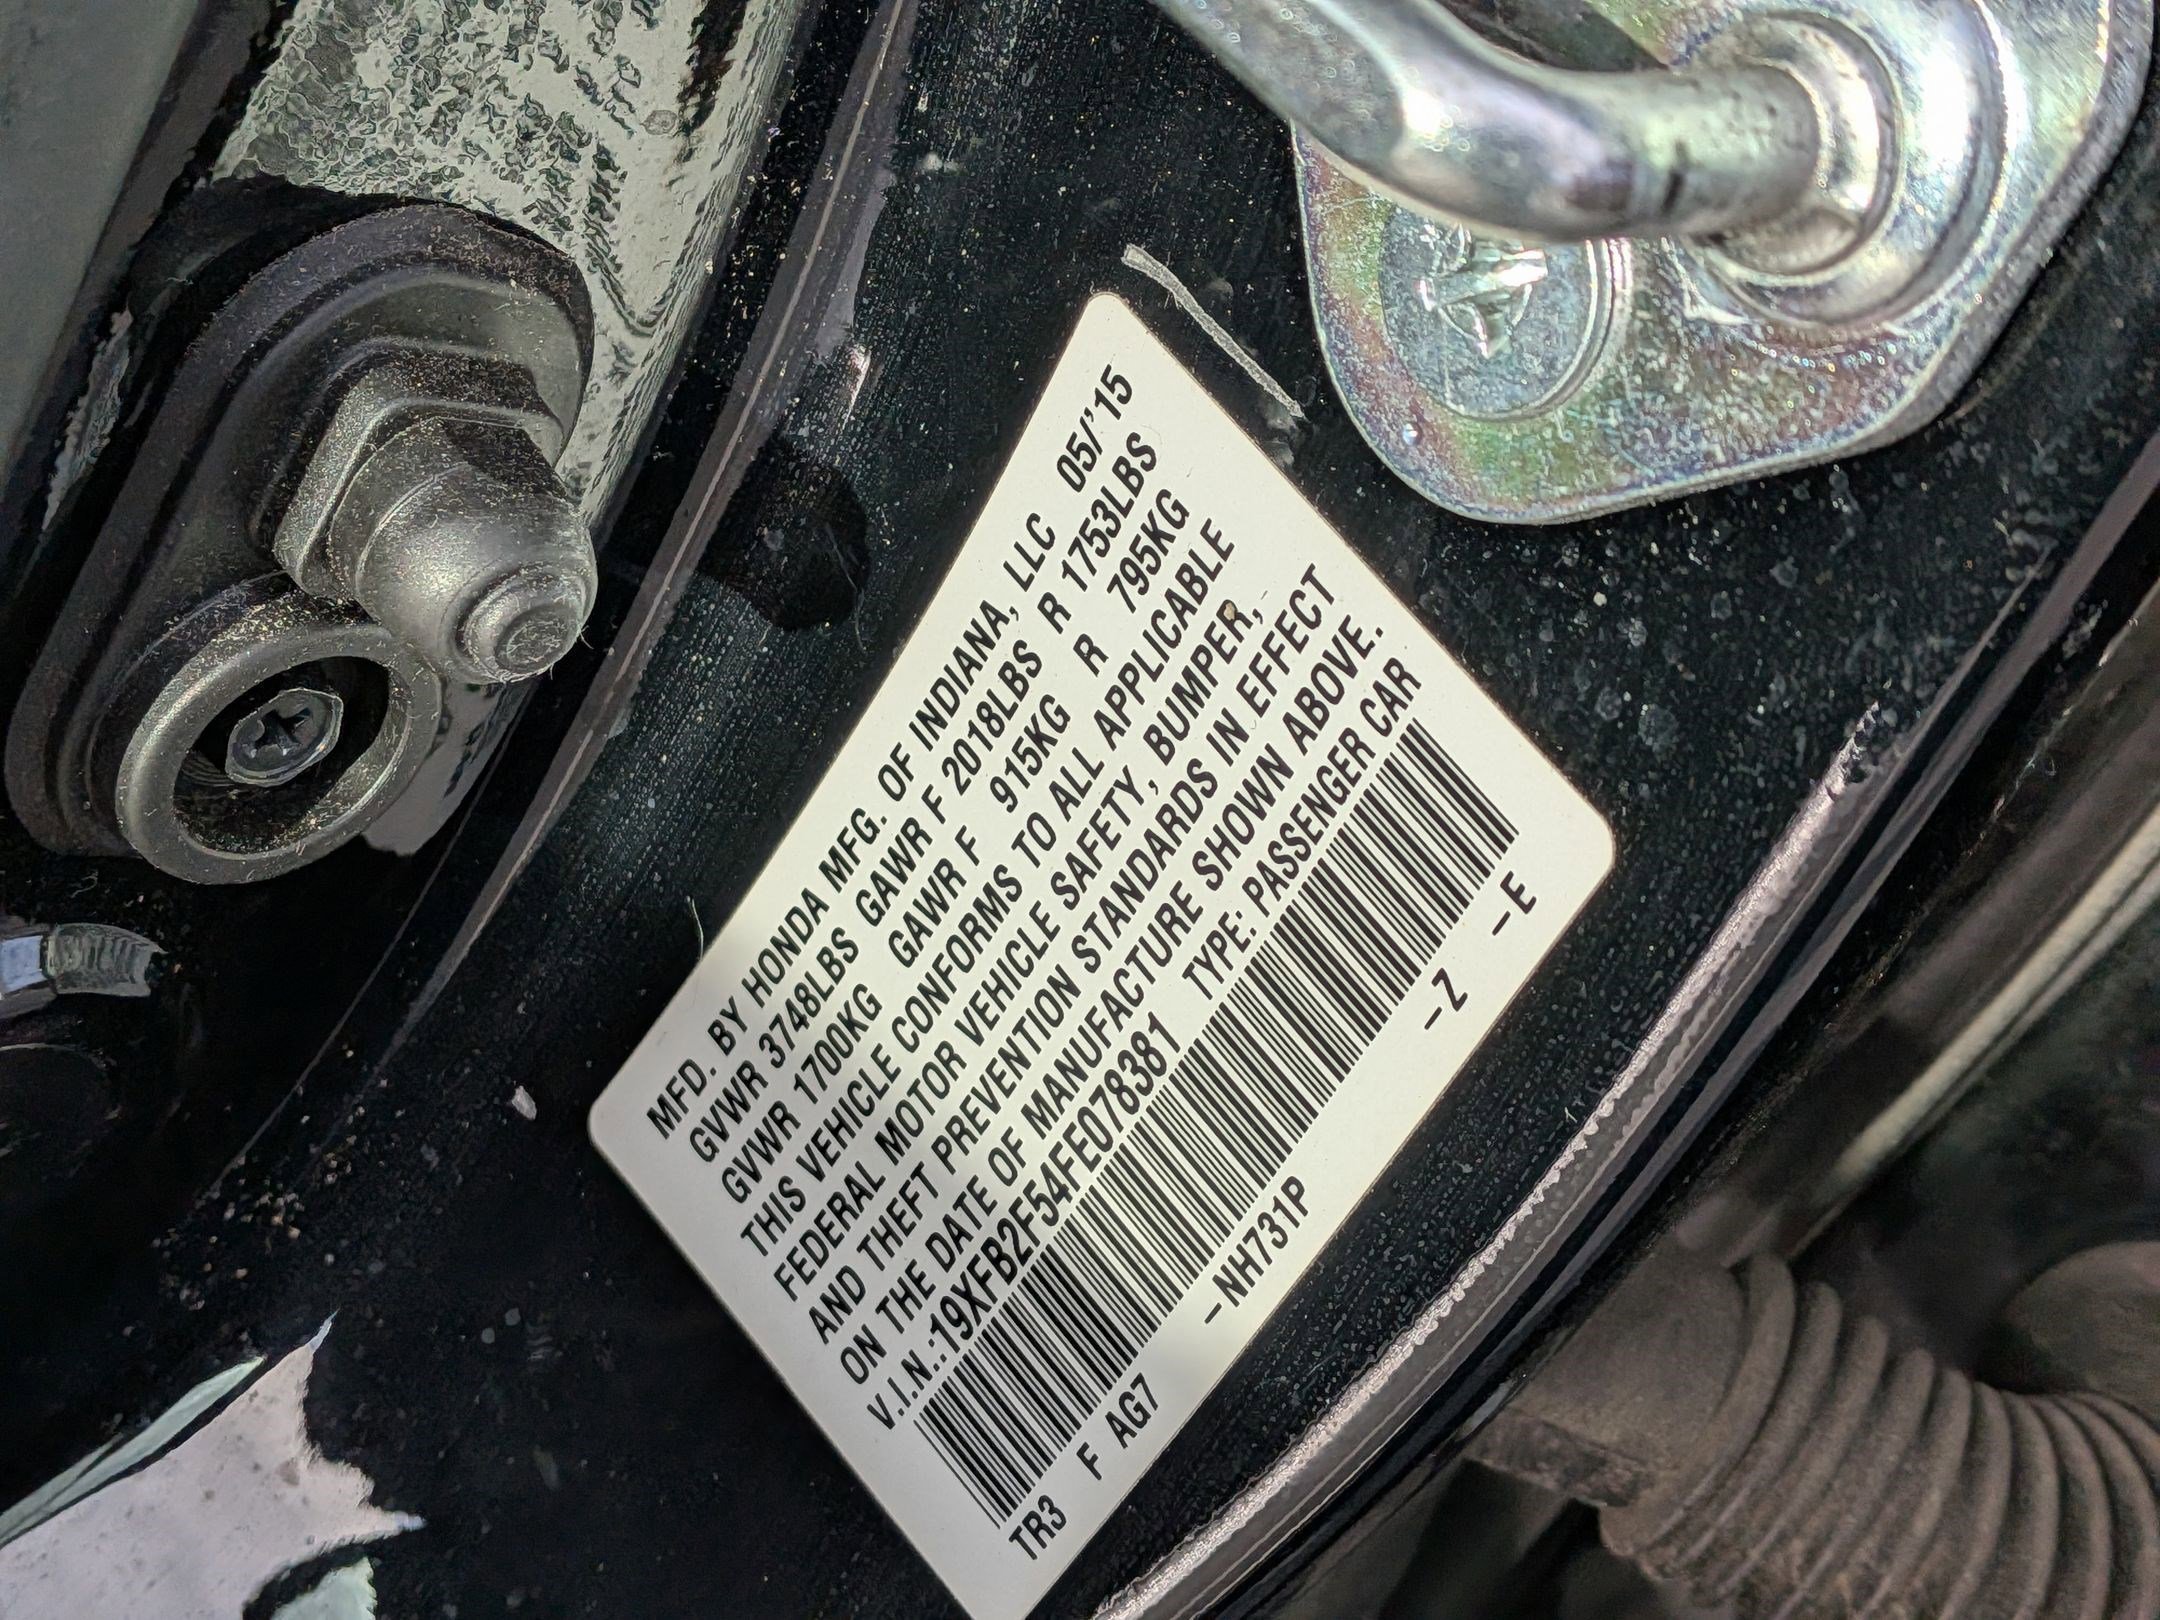 MFD. BY HONDA MFG. OF INDIANA, LLC 05/'15
GVWR 3748LBS GAWR F 2018LBS R 1753LBS
GVWR 1700KG GAWR F 915KG R 795KG
THIS VEHICLE CONFORMS TO ALL APPLICABLE
FEDERAL MOTOR VEHICLE SAFETY, BUMPER,
AND THEFT PREVENTION STANDARDS IN EFFECT
ON THE DATE OF MANUFACTURE SHOWN ABOVE.
V.I.N.:19XFB2F54FE078381 TYPE: PASSENGER CAR
TR3 F AG7 –NH731P –Z –E